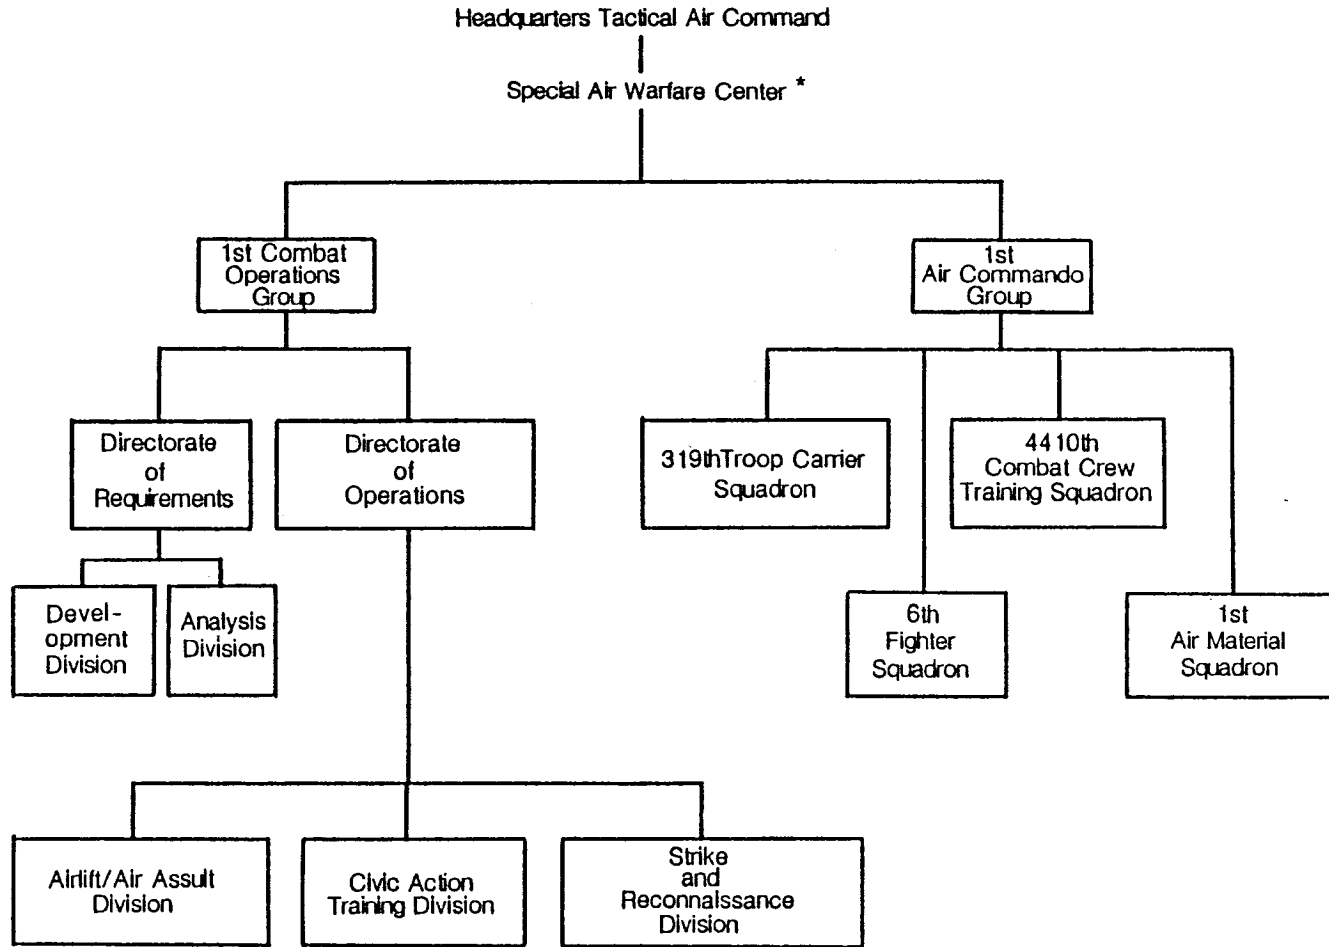 Headquarters Tactical Air Command
Special Air Warfare Center *
1st Combat
Operations
Group
1st
Air Commando
Group
Directorate
of
Requirements
Directorate
of
Operations
319thTroop Carrier
Squadron
4410th
Combat Crew
Training Squadron
Devel-
opment
Division
Analysis
Division
6th
Fighter
Squadron
1st
Air Material
Squadron
Airlift/Air Assult
Division
Civic Action
Training Division
Strike
and
Reconnaissance
Division